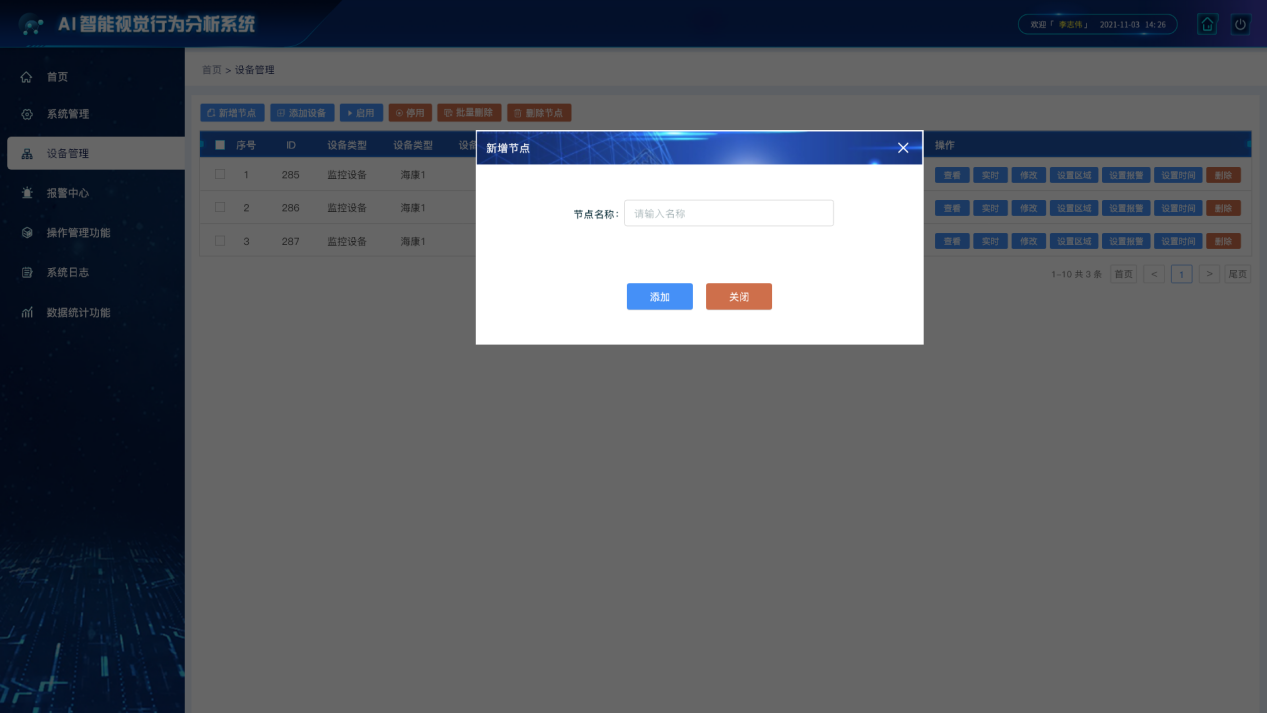 AI智能视觉行为分析系统
欢迎「 李志伟 」 2021-11-03 14:26
首页
系统管理
设备管理
报警中心
操作管理功能
系统日志
数据统计功能
首页 > 设备管理
新增节点 添加设备 启用 停用 批量删除 删除节点
序号 ID 设备类型 设备类型 设备 操作
1 285 监控设备 海康1 查看 实时 修改 设置区域 设置报警 设置时间 删除
2 286 监控设备 海康1 查看 实时 修改 设置区域 设置报警 设置时间 删除
3 287 监控设备 海康1 查看 实时 修改 设置区域 设置报警 设置时间 删除
1-10 共 3 条 首页 < 1 > 尾页
新增节点
节点名称: 请输入名称
添加 关闭